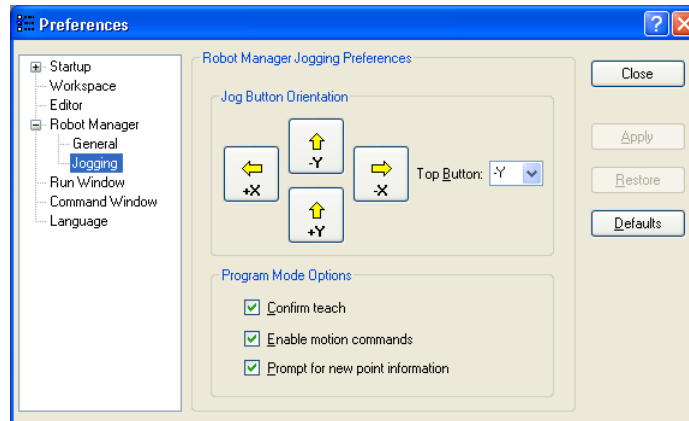 Preferences
Startup
Workspace
Editor
Robot Manager
General
Jogging
Run Window
Command Window
Language
Robot Manager Jogging Preferences
Jog Button Orientation
-Y
+X
-X
+Y
Top Button: -Y
Program Mode Options
Confirm teach
Enable motion commands
Prompt for new point information
Close
Apply
Restore
Defaults